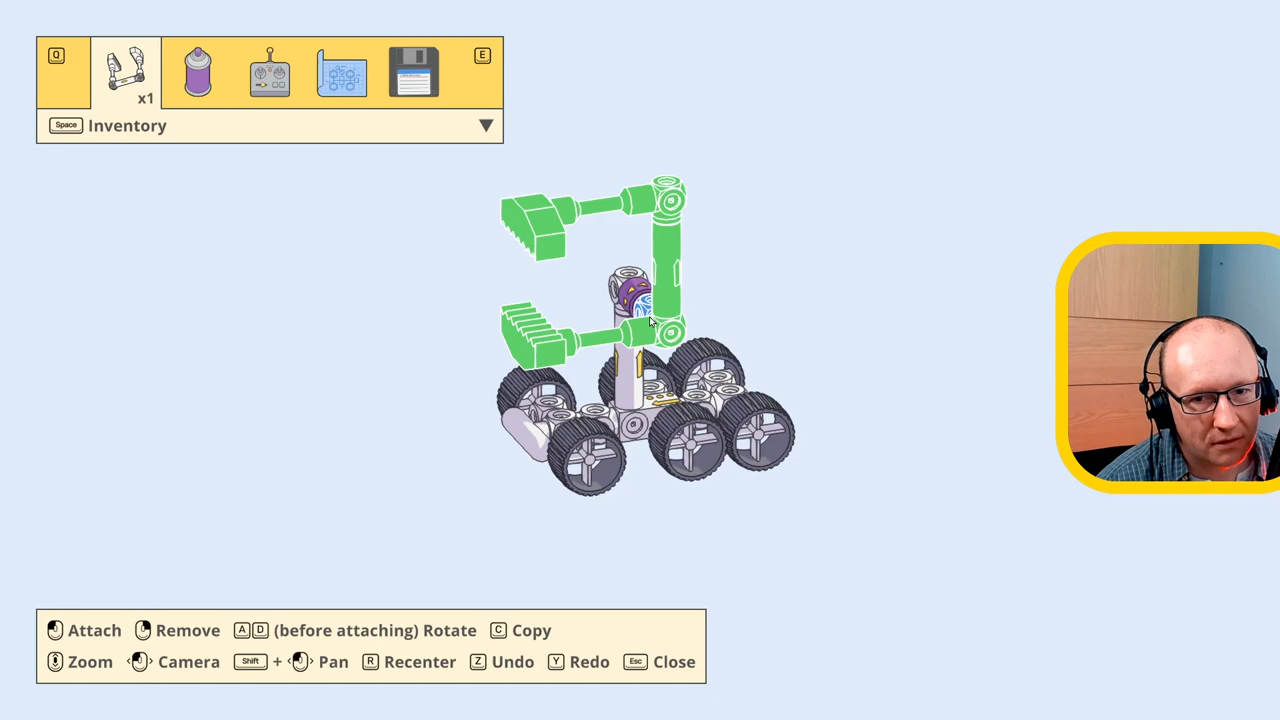 Q
E
x1
Space Inventory
Attach Remove A D (before attaching) Rotate C Copy
Zoom Camera Shift + Pan R Recenter Z Undo Y Redo Esc Close